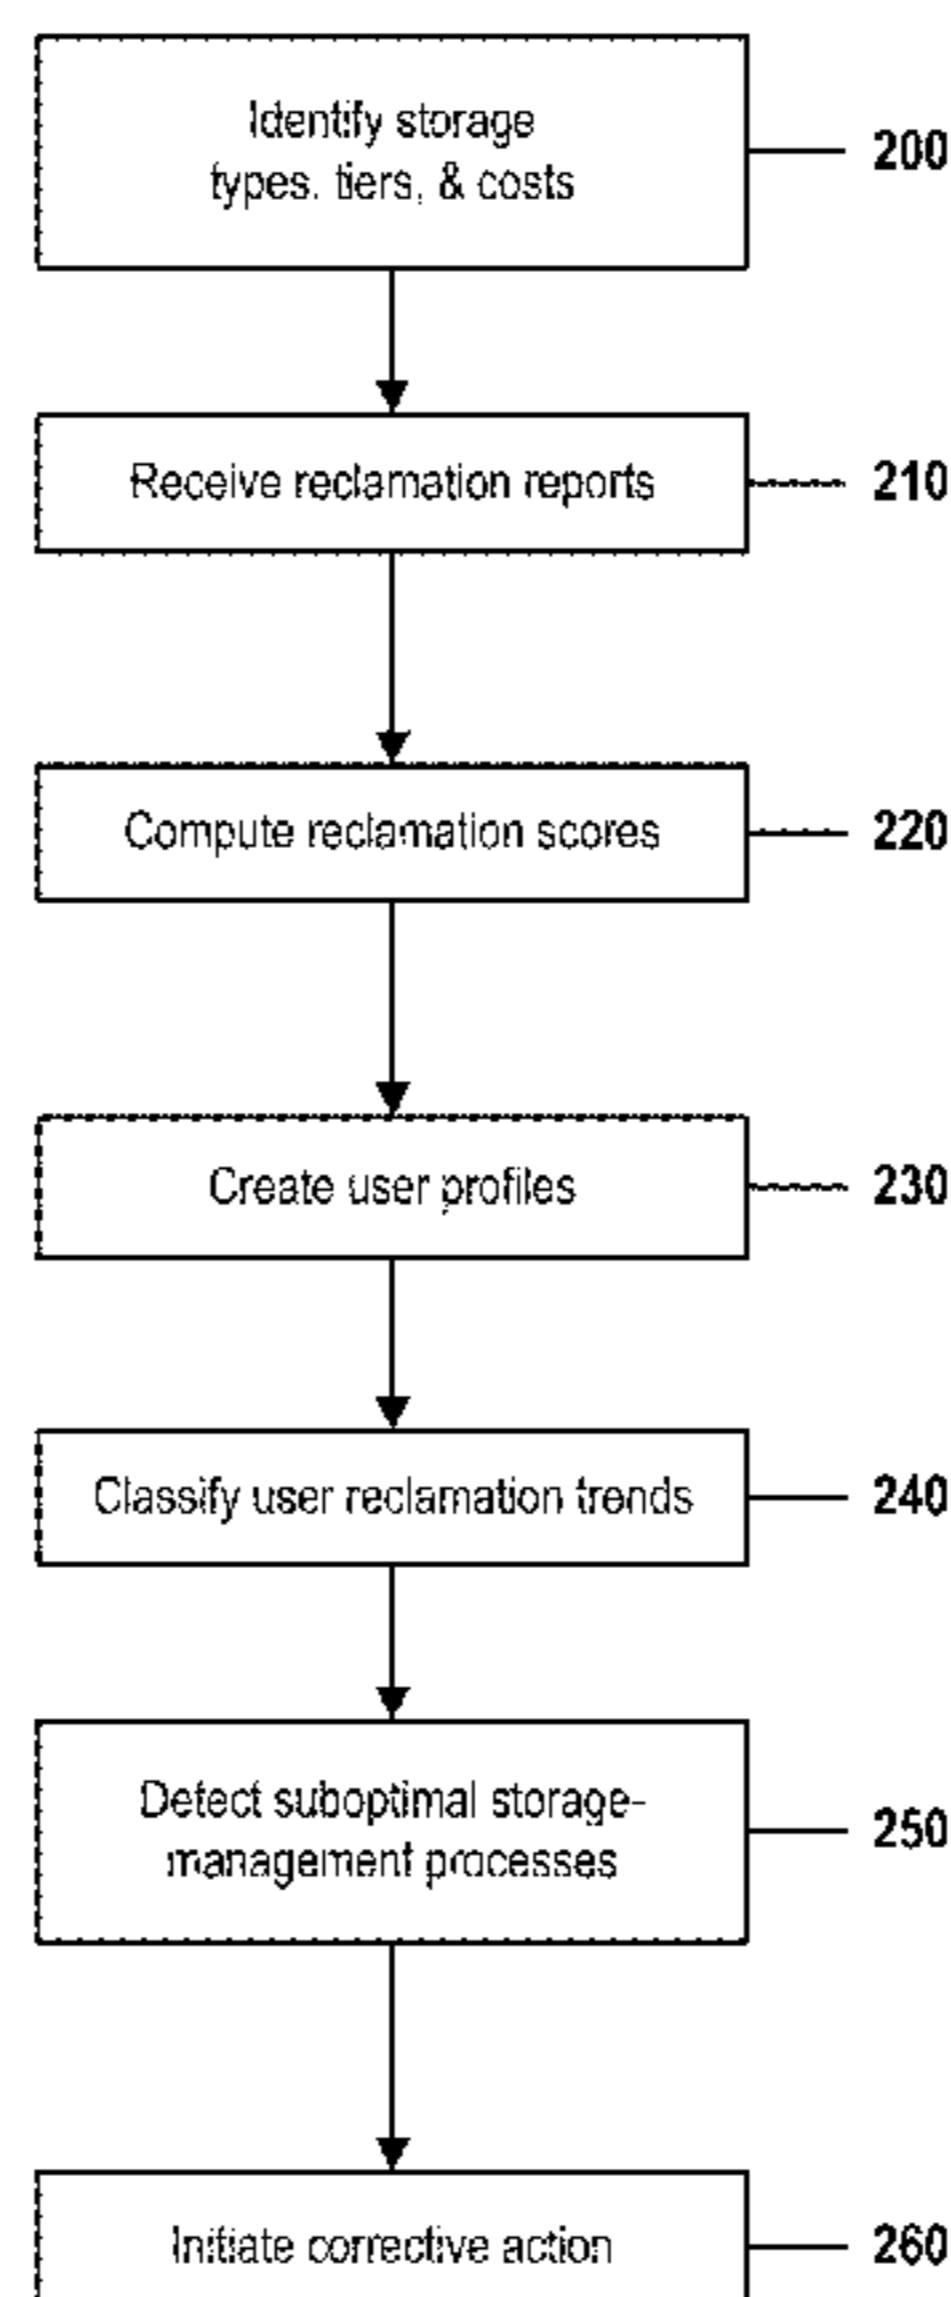 Identify storage
types, tiers, & costs
200
Receive reclamation reports
210
Compute reclamation scores
220
Create user profiles
230
Classify user reclamation trends
240
Detect suboptimal storage-
management processes
250
Initiate corrective action
260